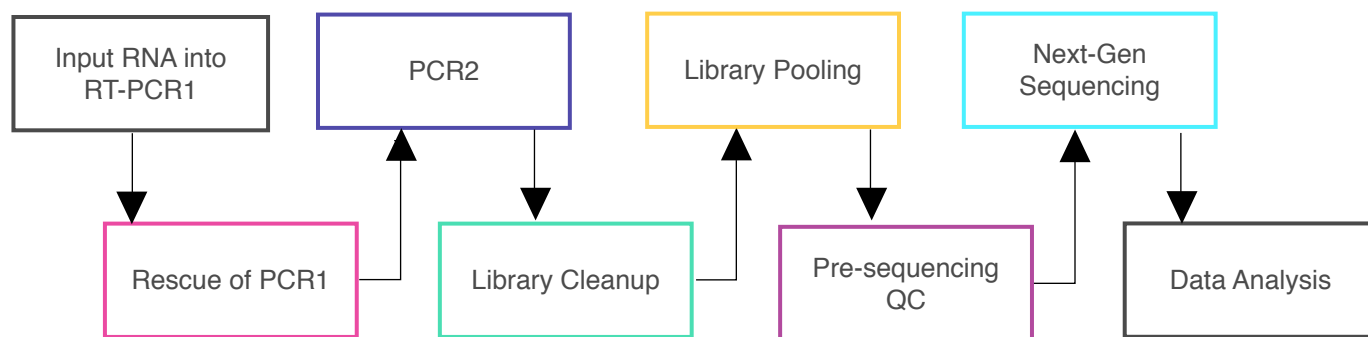 Input RNA into
RT-PCR1
Rescue of PCR1
PCR2
Library Cleanup
Library Pooling
Pre-sequencing
QC
Next-Gen
Sequencing
Data Analysis